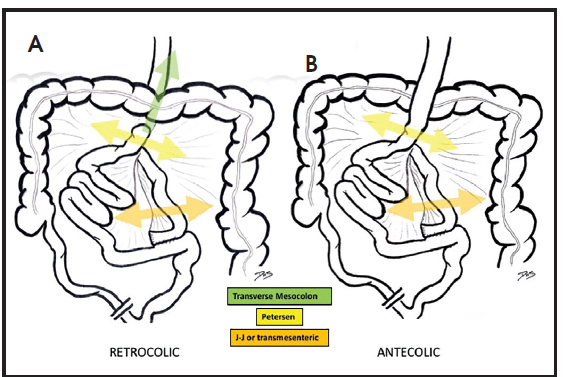 A
B
Transverse Mesocolon
Petersen
J-J or transmesenteric
RETROCOLIC
ANTECOLIC